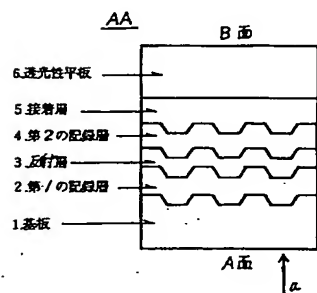 AA
B面
6.透光性平板
5.接着層
4.第2の記録層
3.反射層
2.第1の記録層
1.基板
A面
a